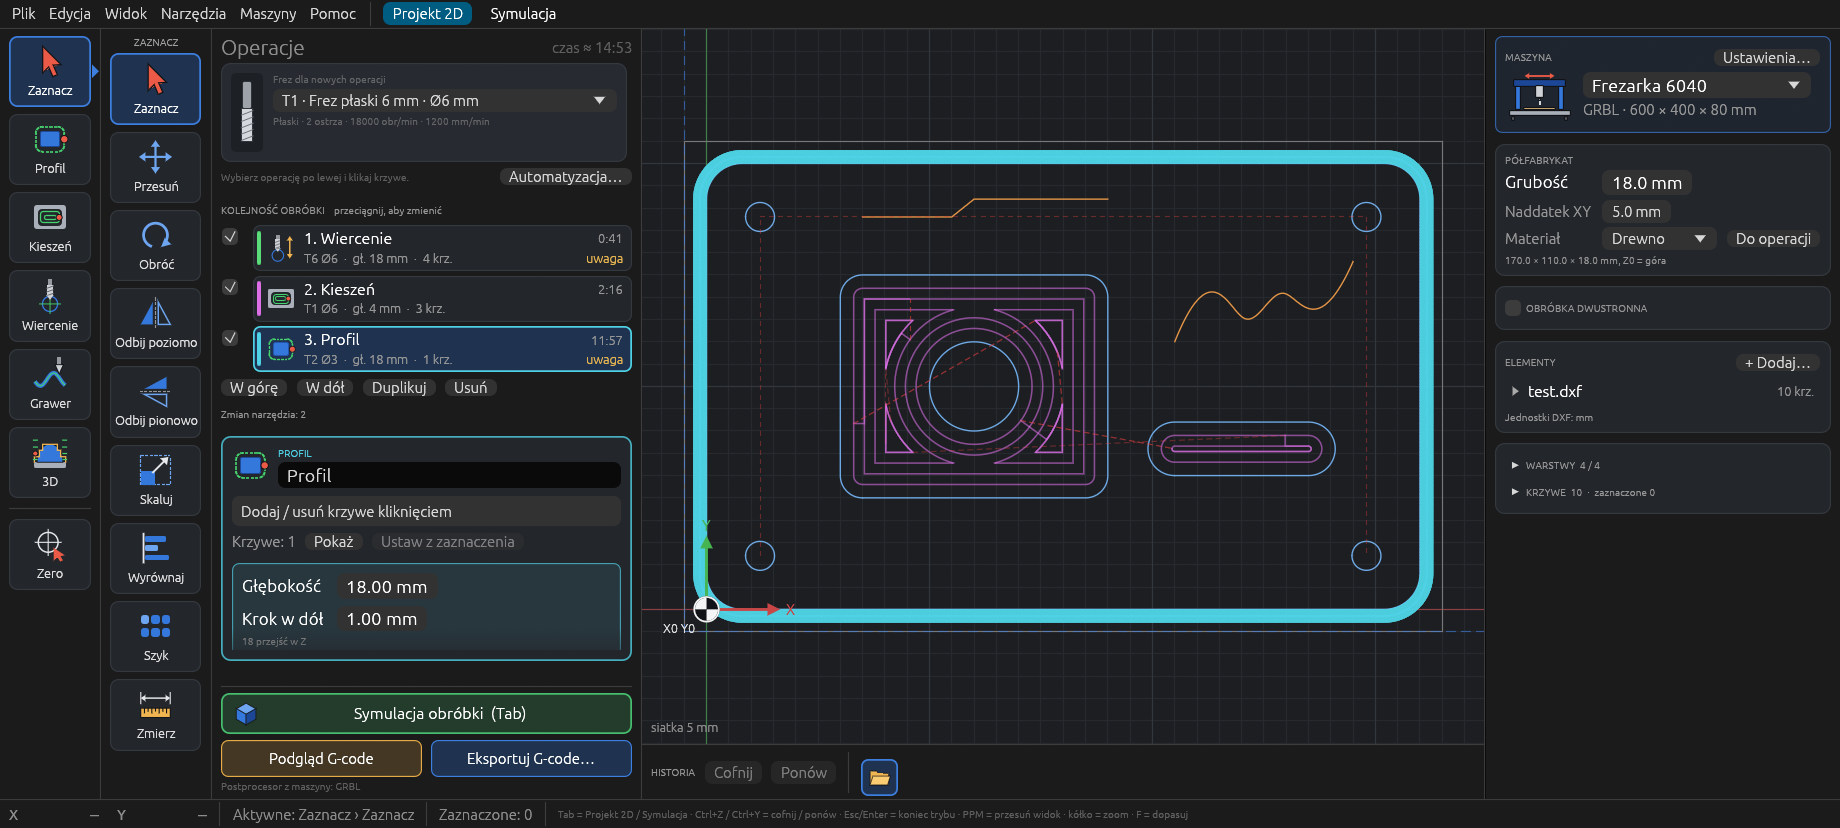 Plik Edycja Widok Narzędzia Maszyny Pomoc Projekt 2D Symulacja
Zaznacz
Profil
Kieszeń
Wiercenie
Grawer
3D
Zero
ZAZNACZ
Zaznacz
Przesuń
Obróć
Odbij poziomo
Odbij pionowo
Skaluj
Wyrównaj
Szyk
Zmierz
Operacje czas ≈ 14:53
Frez dla nowych operacji
T1 · Frez płaski 6 mm · Ø6 mm
Płaski · 2 ostrza · 18000 obr/min · 1200 mm/min
Wybierz operację po lewej i klikaj krzywe. Automatyzacja...
KOLEJNOŚĆ OBRÓBKI przeciągnij, aby zmienić
1. Wiercenie 0:41
T6 Ø6 · gł. 18 mm · 4 krz. uwaga
2. Kieszeń 2:16
T1 Ø6 · gł. 4 mm · 3 krz.
3. Profil 11:57
T2 Ø3 · gł. 18 mm · 1 krz. uwaga
W górę W dół Duplikuj Usuń
Zmian narzędzia: 2
PROFIL
Profil
Dodaj / usuń krzywe kliknięciem
Krzywe: 1 Pokaż Ustaw z zaznaczenia
Głębokość 18.00 mm
Krok w dół 1.00 mm
18 przejść w Z
Symulacja obróbki (Tab)
Podgląd G-code Eksportuj G-code...
Postprocesor z maszyny: GRBL
Y
X
X0 Y0
siatka 5 mm
HISTORIA Cofnij Ponów
MASZYNA Ustawienia...
Frezarka 6040
GRBL · 600 × 400 × 80 mm
PÓŁFABRYKAT
Grubość 18.0 mm
Naddatek XY 5.0 mm
Materiał Drewno Do operacji
170.0 × 110.0 × 18.0 mm, Z0 = góra
OBRÓBKA DWUSTRONNA
ELEMENTY + Dodaj...
test.dxf 10 krz.
Jednostki DXF: mm
WARSTWY 4 / 4
KRZYWE 10 · zaznaczone 0
X – Y – Aktywne: Zaznacz › Zaznacz Zaznaczone: 0 Tab = Projekt 2D / Symulacja · Ctrl+Z / Ctrl+Y = cofnij / ponów · Esc/Enter = koniec trybu · PPM = przesuń widok · kółko = zoom · F = dopasuj